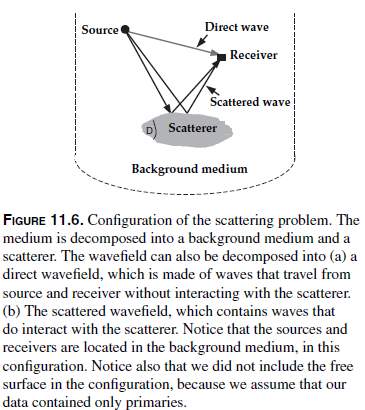 Source
Direct wave
Receiver
Scattered wave
D) Scatterer
Background medium
FIGURE 11.6. Configuration of the scattering problem. The
medium is decomposed into a background medium and a
scatterer. The wavefield can also be decomposed into (a) a
direct wavefield, which is made of waves that travel from
source and receiver without interacting with the scatterer.
(b) The scattered wavefield, which contains waves that
do interact with the scatterer. Notice that the sources and
receivers are located in the background medium, in this
configuration. Notice also that we did not include the free
surface in the configuration, because we assume that our
data contained only primaries.